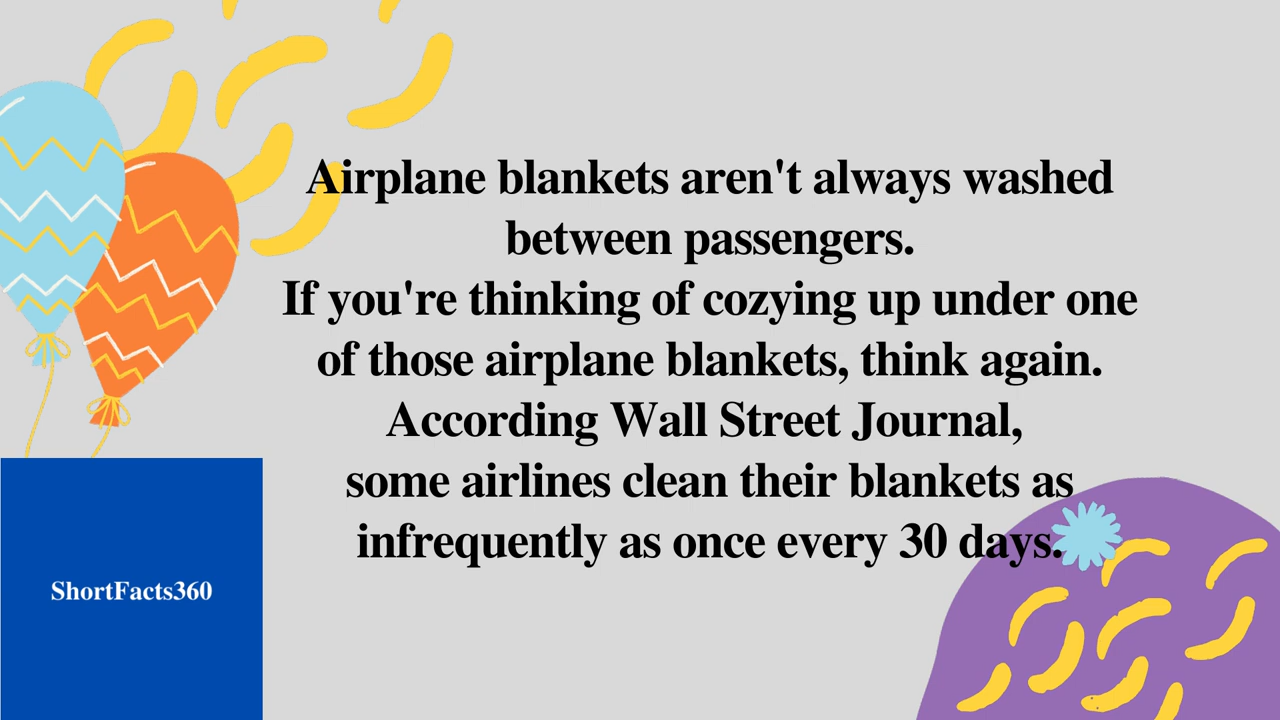 Airplane blankets aren't always washed
between passengers.
If you're thinking of cozying up under one
of those airplane blankets, think again.
According Wall Street Journal,
some airlines clean their blankets as
infrequently as once every 30 days.
ShortFacts360